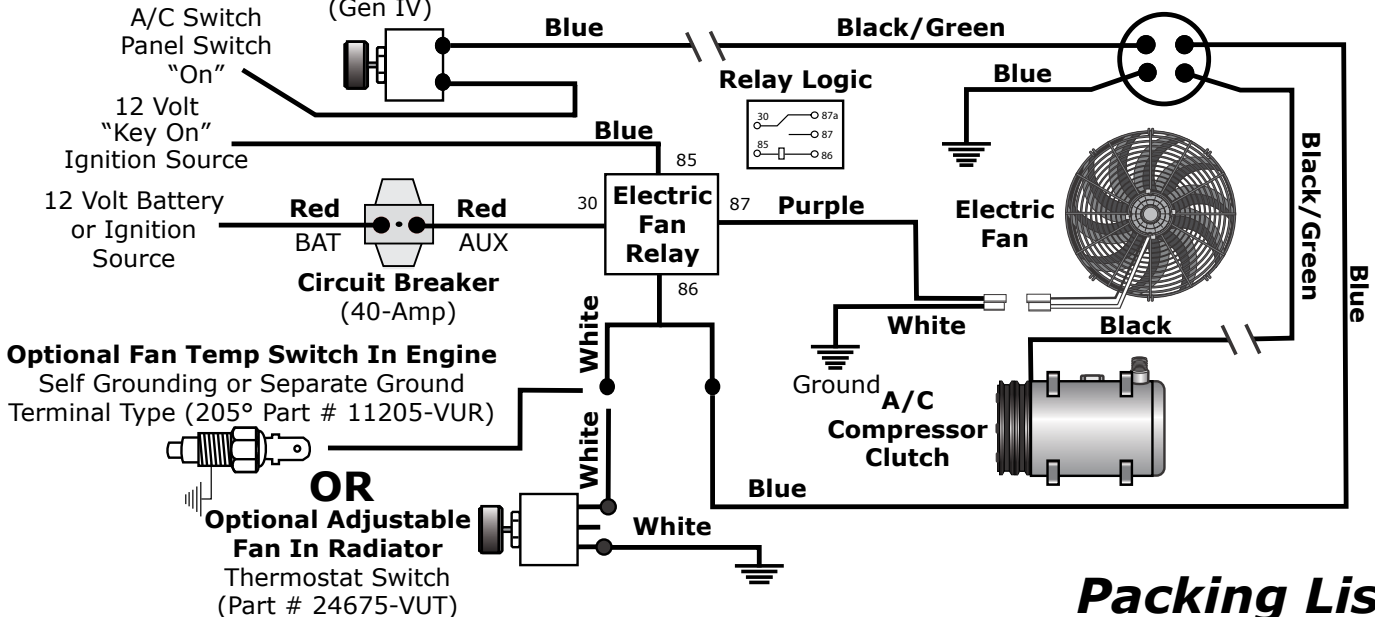 (Gen IV)
A/C Switch
Panel Switch
“On”
Blue
Black/Green
Relay Logic
30
87a
87
85
86
Blue
12 Volt
“Key On”
Ignition Source
Blue
85
12 Volt Battery
or Ignition
Source
Red
BAT
Red
AUX
30
Electric
Fan
Relay
87
Purple
86
Circuit Breaker
(40-Amp)
Electric
Fan
Black/Green
Blue
White
Ground
Black
White
Optional Fan Temp Switch In Engine
Self Grounding or Separate Ground
Terminal Type (205° Part # 11205-VUR)
A/C
Compressor
Clutch
White
OR
Optional Adjustable
Fan In Radiator
Thermostat Switch
(Part # 24675-VUT)
White
Blue
Packing Lis